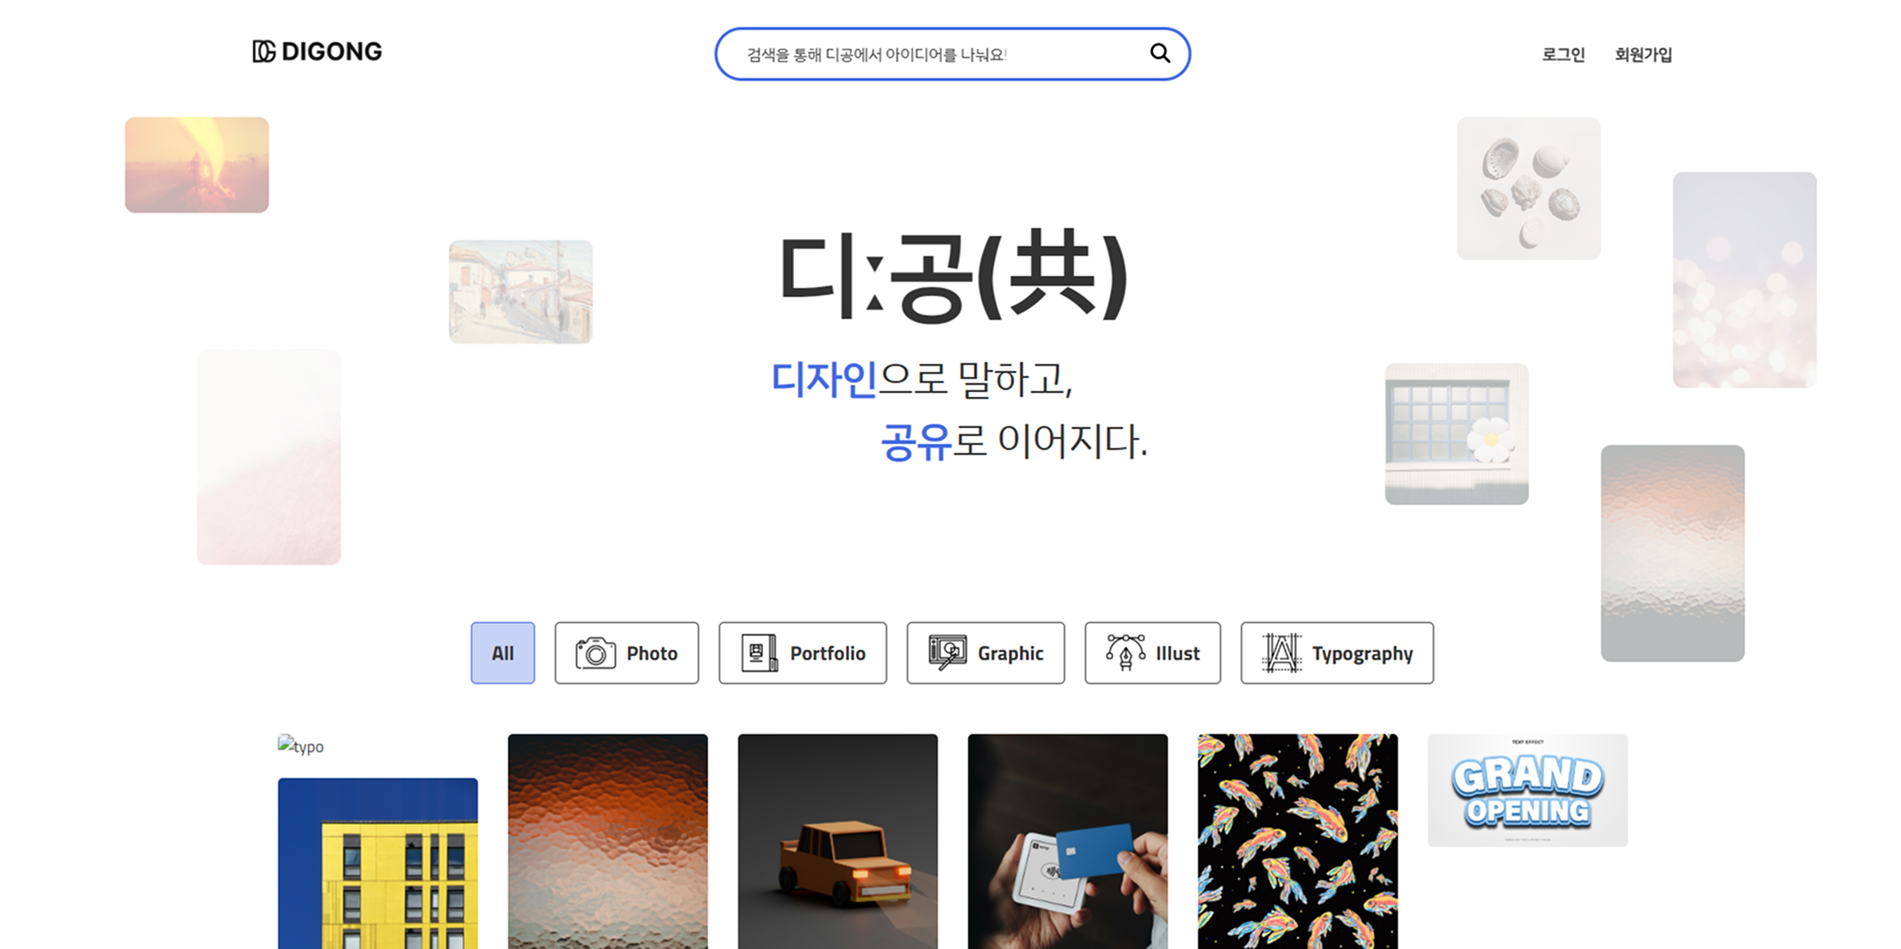 DIGONG
검색을 통해 디공에서 아이디어를 나눠요!
로그인
회원가입
디:공(共)
디자인으로 말하고,
공유로 이어지다.
All
Photo
Portfolio
Graphic
Illust
Typography
typo
TEXT EFFECT
GRAND
OPENING